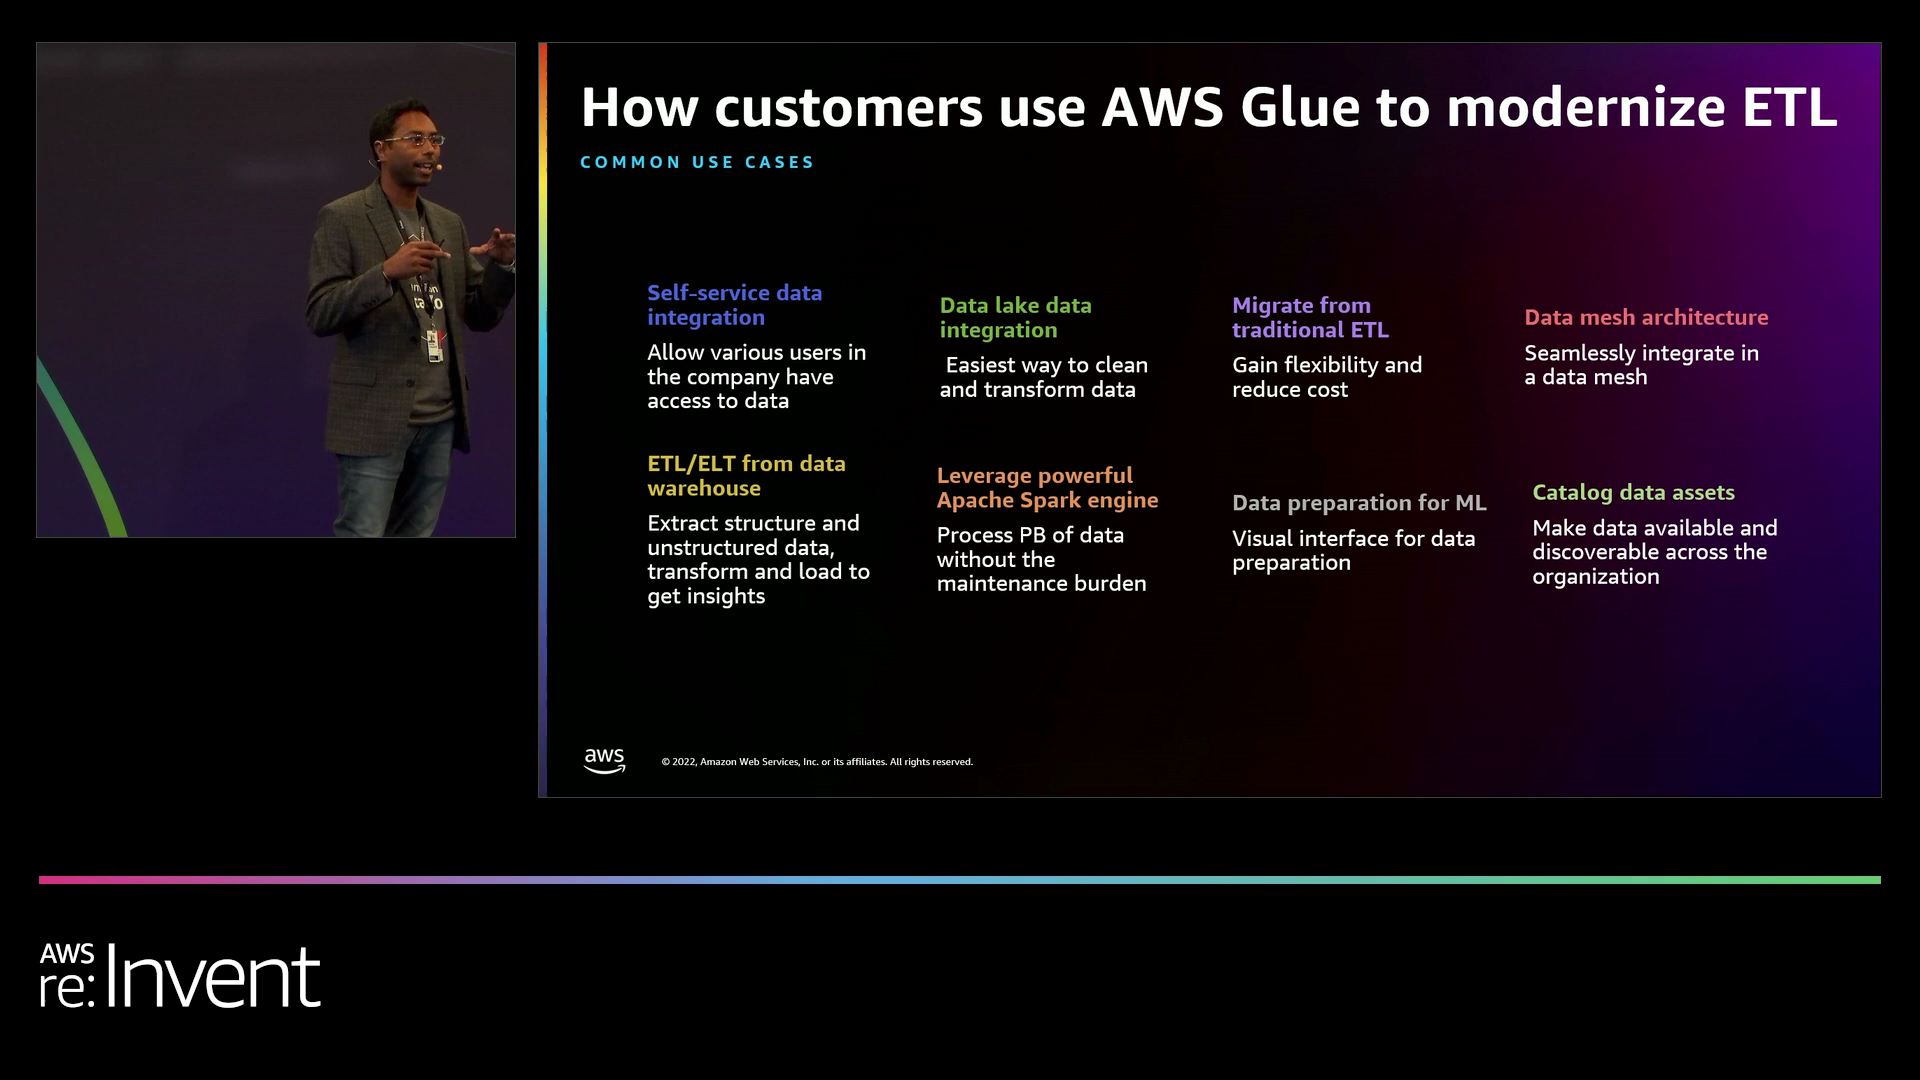 How customers use AWS Glue to modernize ETL
COMMON USE CASES
Self-service data
integration
Allow various users in
the company have
access to data
Data lake data
integration
Easiest way to clean
and transform data
Migrate from
traditional ETL
Gain flexibility and
reduce cost
Data mesh architecture
Seamlessly integrate in
a data mesh
ETL/ELT from data
warehouse
Extract structure and
unstructured data,
transform and load to
get insights
Leverage powerful
Apache Spark engine
Process PB of data
without the
maintenance burden
Data preparation for ML
Visual interface for data
preparation
Catalog data assets
Make data available and
discoverable across the
organization
aws
© 2022, Amazon Web Services, Inc. or its affiliates. All rights reserved.
AWS
re:Invent